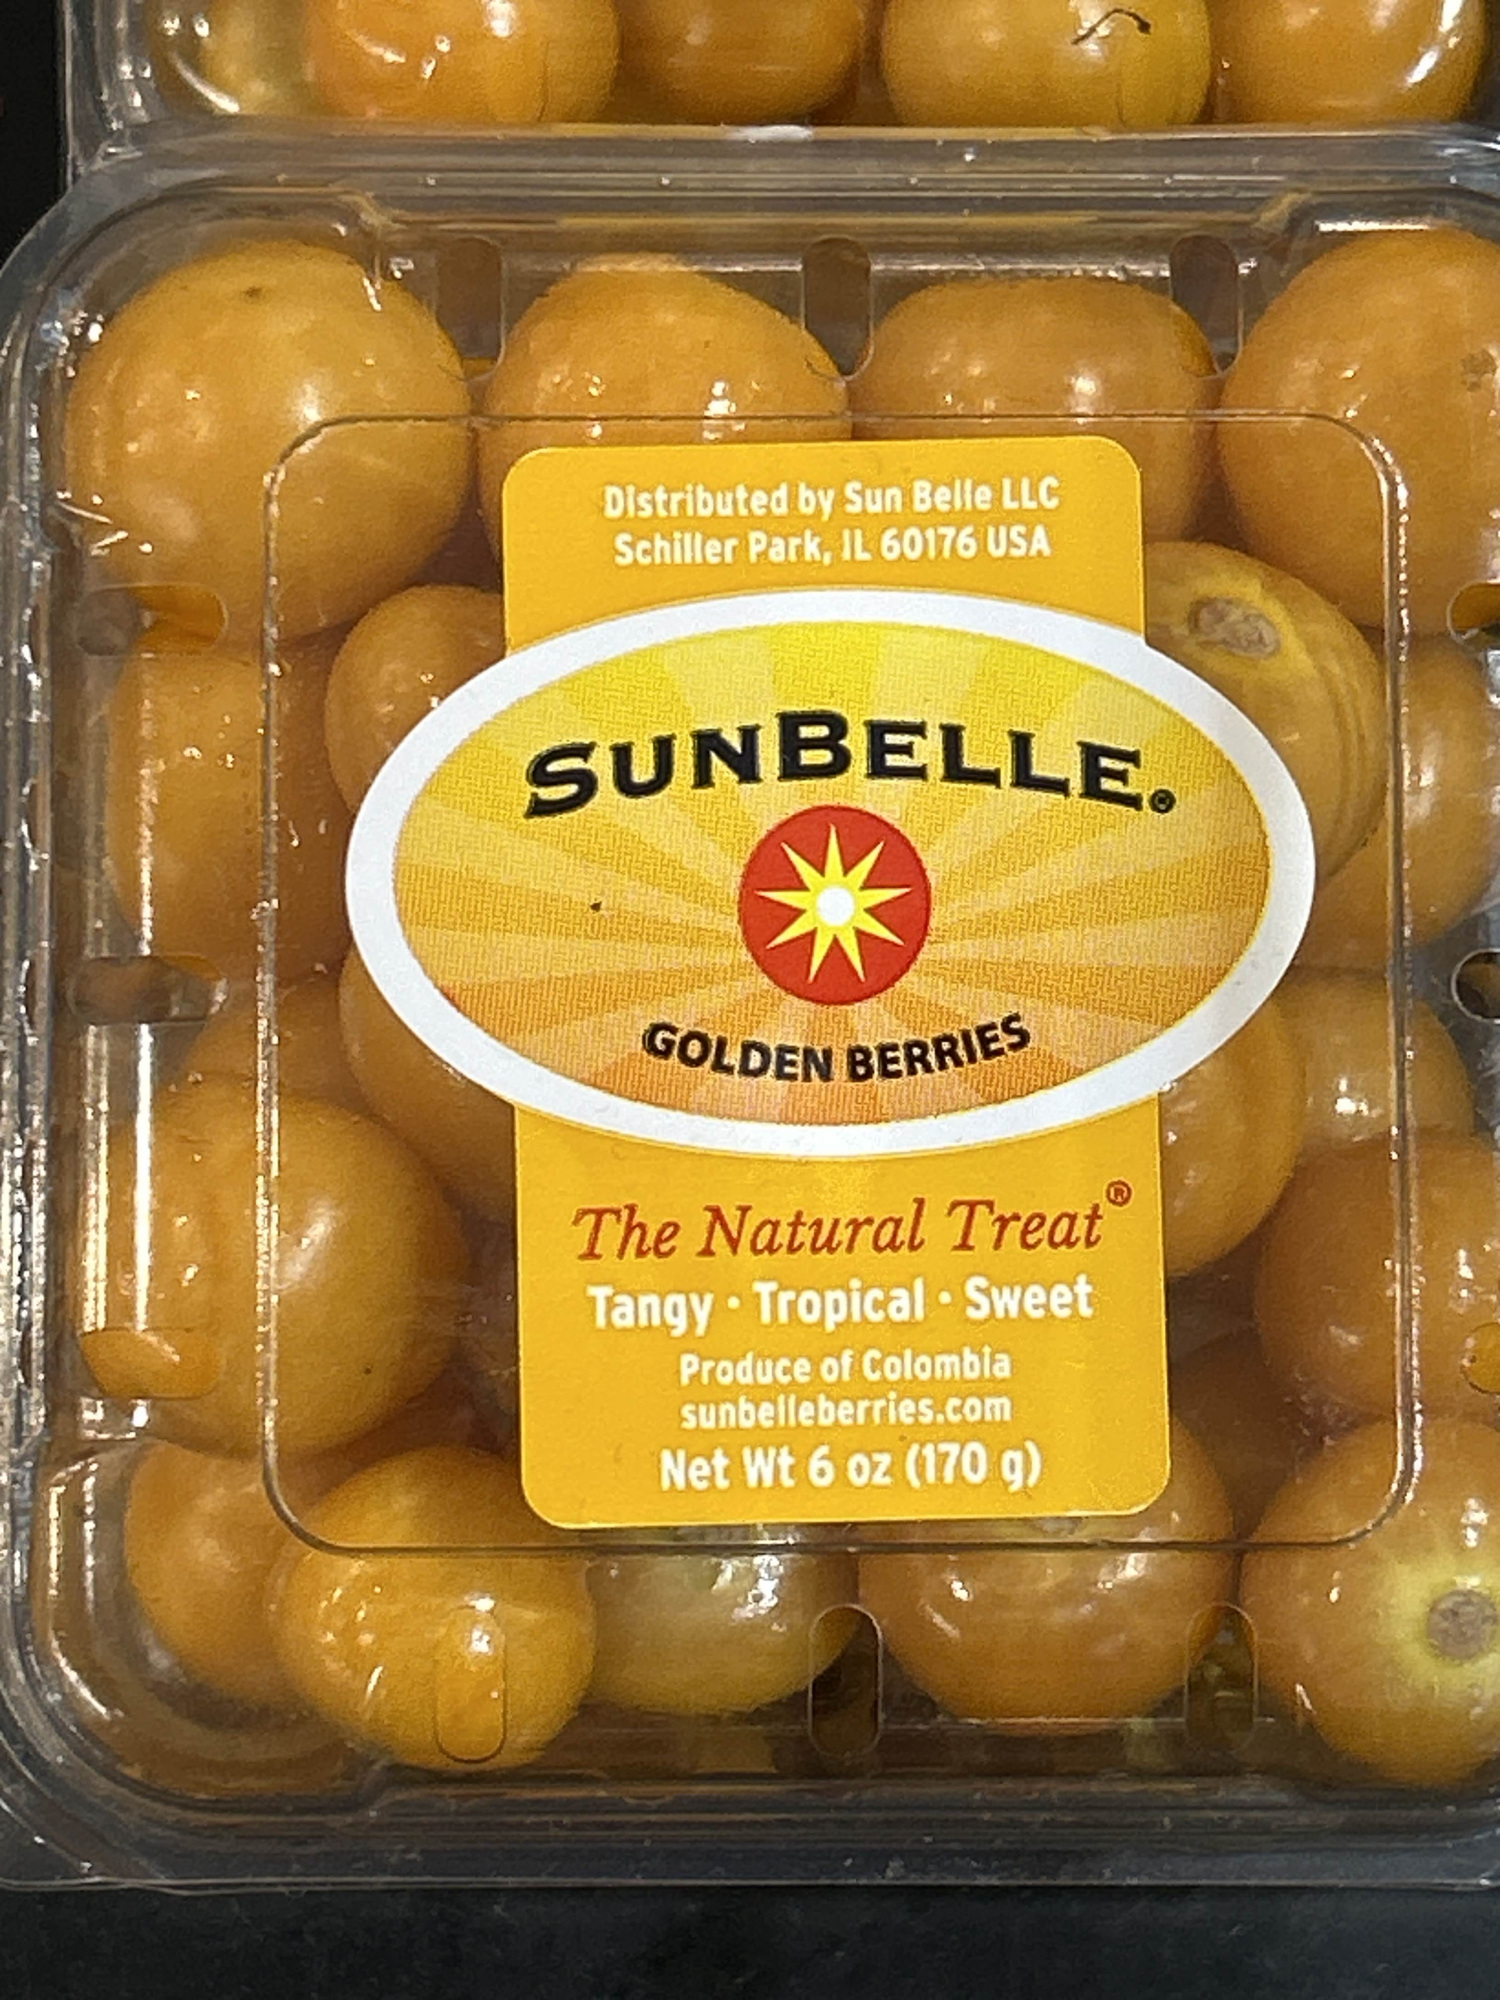 Distributed by Sun Belle LLC
Schiller Park, IL 60176 USA
SUNBELLE®
GOLDEN BERRIES
The Natural Treat®
Tangy · Tropical · Sweet
Produce of Colombia
sunbelleberries.com
Net Wt 6 oz (170 g)